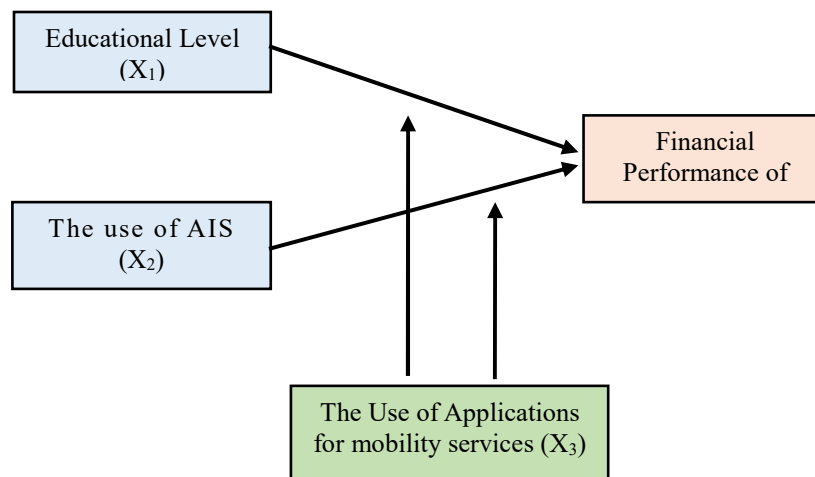 Educational Level
(X₁)
Financial
Performance of
The use of AIS
(X₂)
The Use of Applications
for mobility services (X₃)